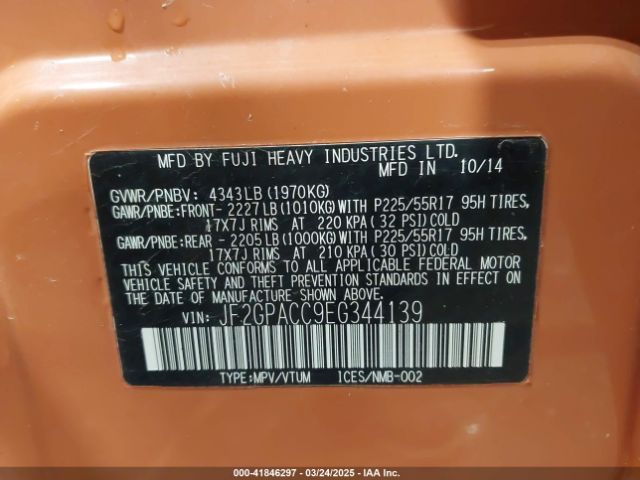 MFD BY FUJI HEAVY INDUSTRIES LTD.
MFD IN 10/14
GVWR/PNBV: 4343LB(1970KG)
GAWR/PNBE:FRONT- 2227LB(1010KG)WITH P225/55R17 95H TIRES,
17X7J RIMS AT 220 KPA(32 PSI)COLD
GAWR/PNBE:REAR - 2205LB(1000KG)WITH P225/55R17 95H TIRES,
17X7J RIMS AT 210 KPA(30 PSI)COLD
THIS VEHICLE CONFORMS TO ALL APPLICABLE FEDERAL MOTOR
VEHICLE SAFETY, BUMPER, AND THEFT PREVENTION STANDARDS IN EFFECT ON
THE DATE OF MANUFACTURE SHOWN ABOVE.
VIN: JF2GPACC9EG344139
TYPE:MPV/VTUM ICES/NMB-002
000-41846297 - 03/24/2025 - IAA Inc.